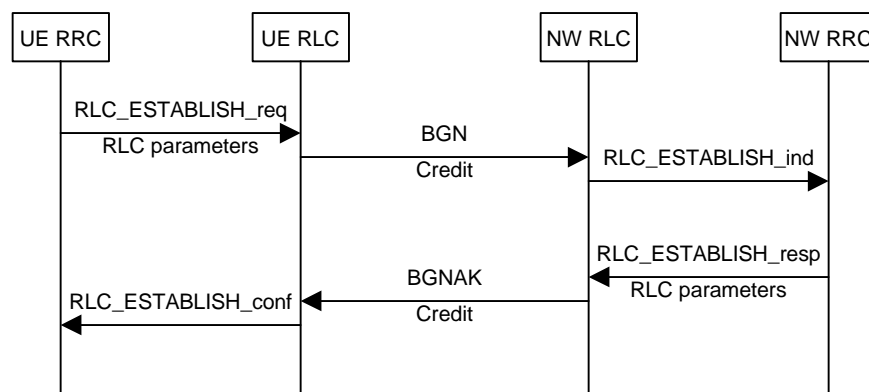 UE RRC
UE RLC
NW RLC
NW RRC
RLC_ESTABLISH_req
RLC parameters
BGN
Credit
RLC_ESTABLISH_ind
RLC_ESTABLISH_resp
RLC parameters
BGNAK
Credit
RLC_ESTABLISH_conf